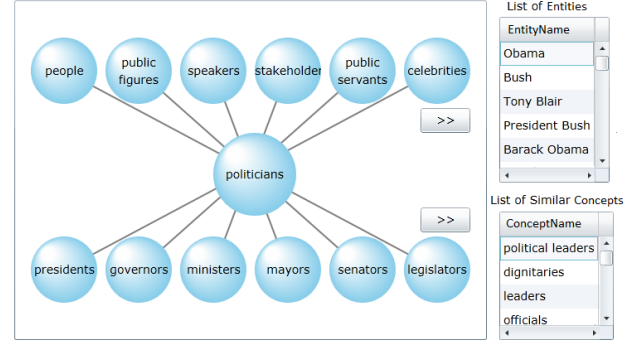 people
public
figures
speakers
stakeholder
public
servants
celebrities
>>
politicians
>>
presidents
governors
ministers
mayors
senators
legislators
List of Entities
EntityName
Obama
Bush
Tony Blair
President Bush
Barack Obama
List of Similar Concepts
ConceptName
political leaders
dignitaries
leaders
officials